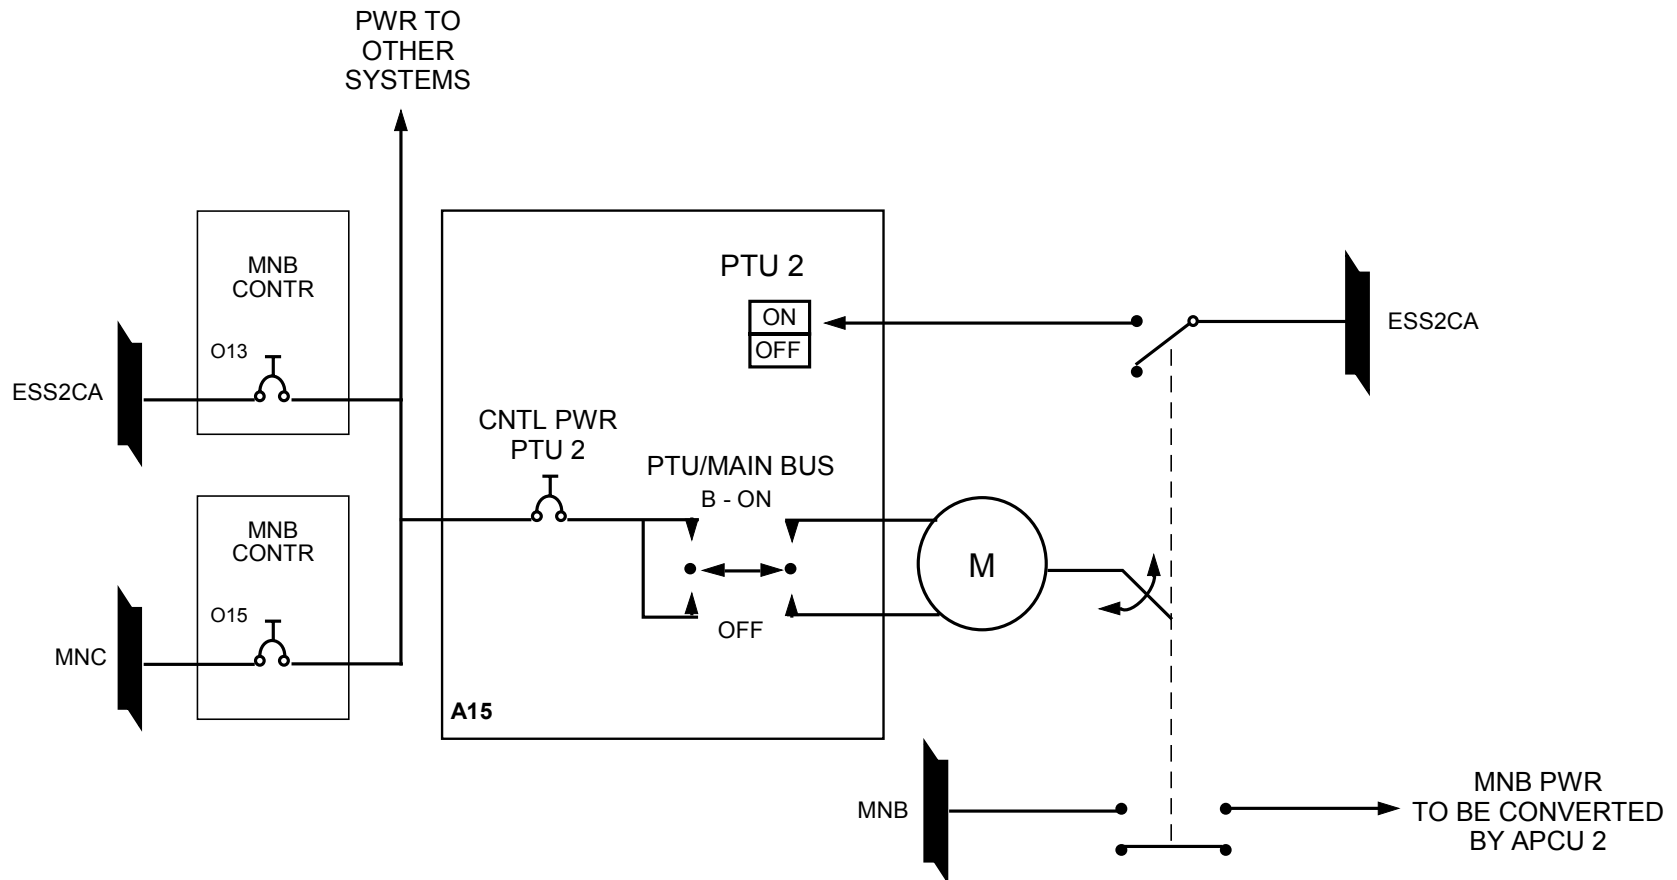 PWR TO
OTHER
SYSTEMS
MNB
CONTR
O13
ESS2CA
PTU 2
ON
OFF
ESS2CA
CNTL PWR
PTU 2
PTU/MAIN BUS
B - ON
MNB
CONTR
O15
MNC
OFF
M
A15
MNB
MNB PWR
TO BE CONVERTED
BY APCU 2